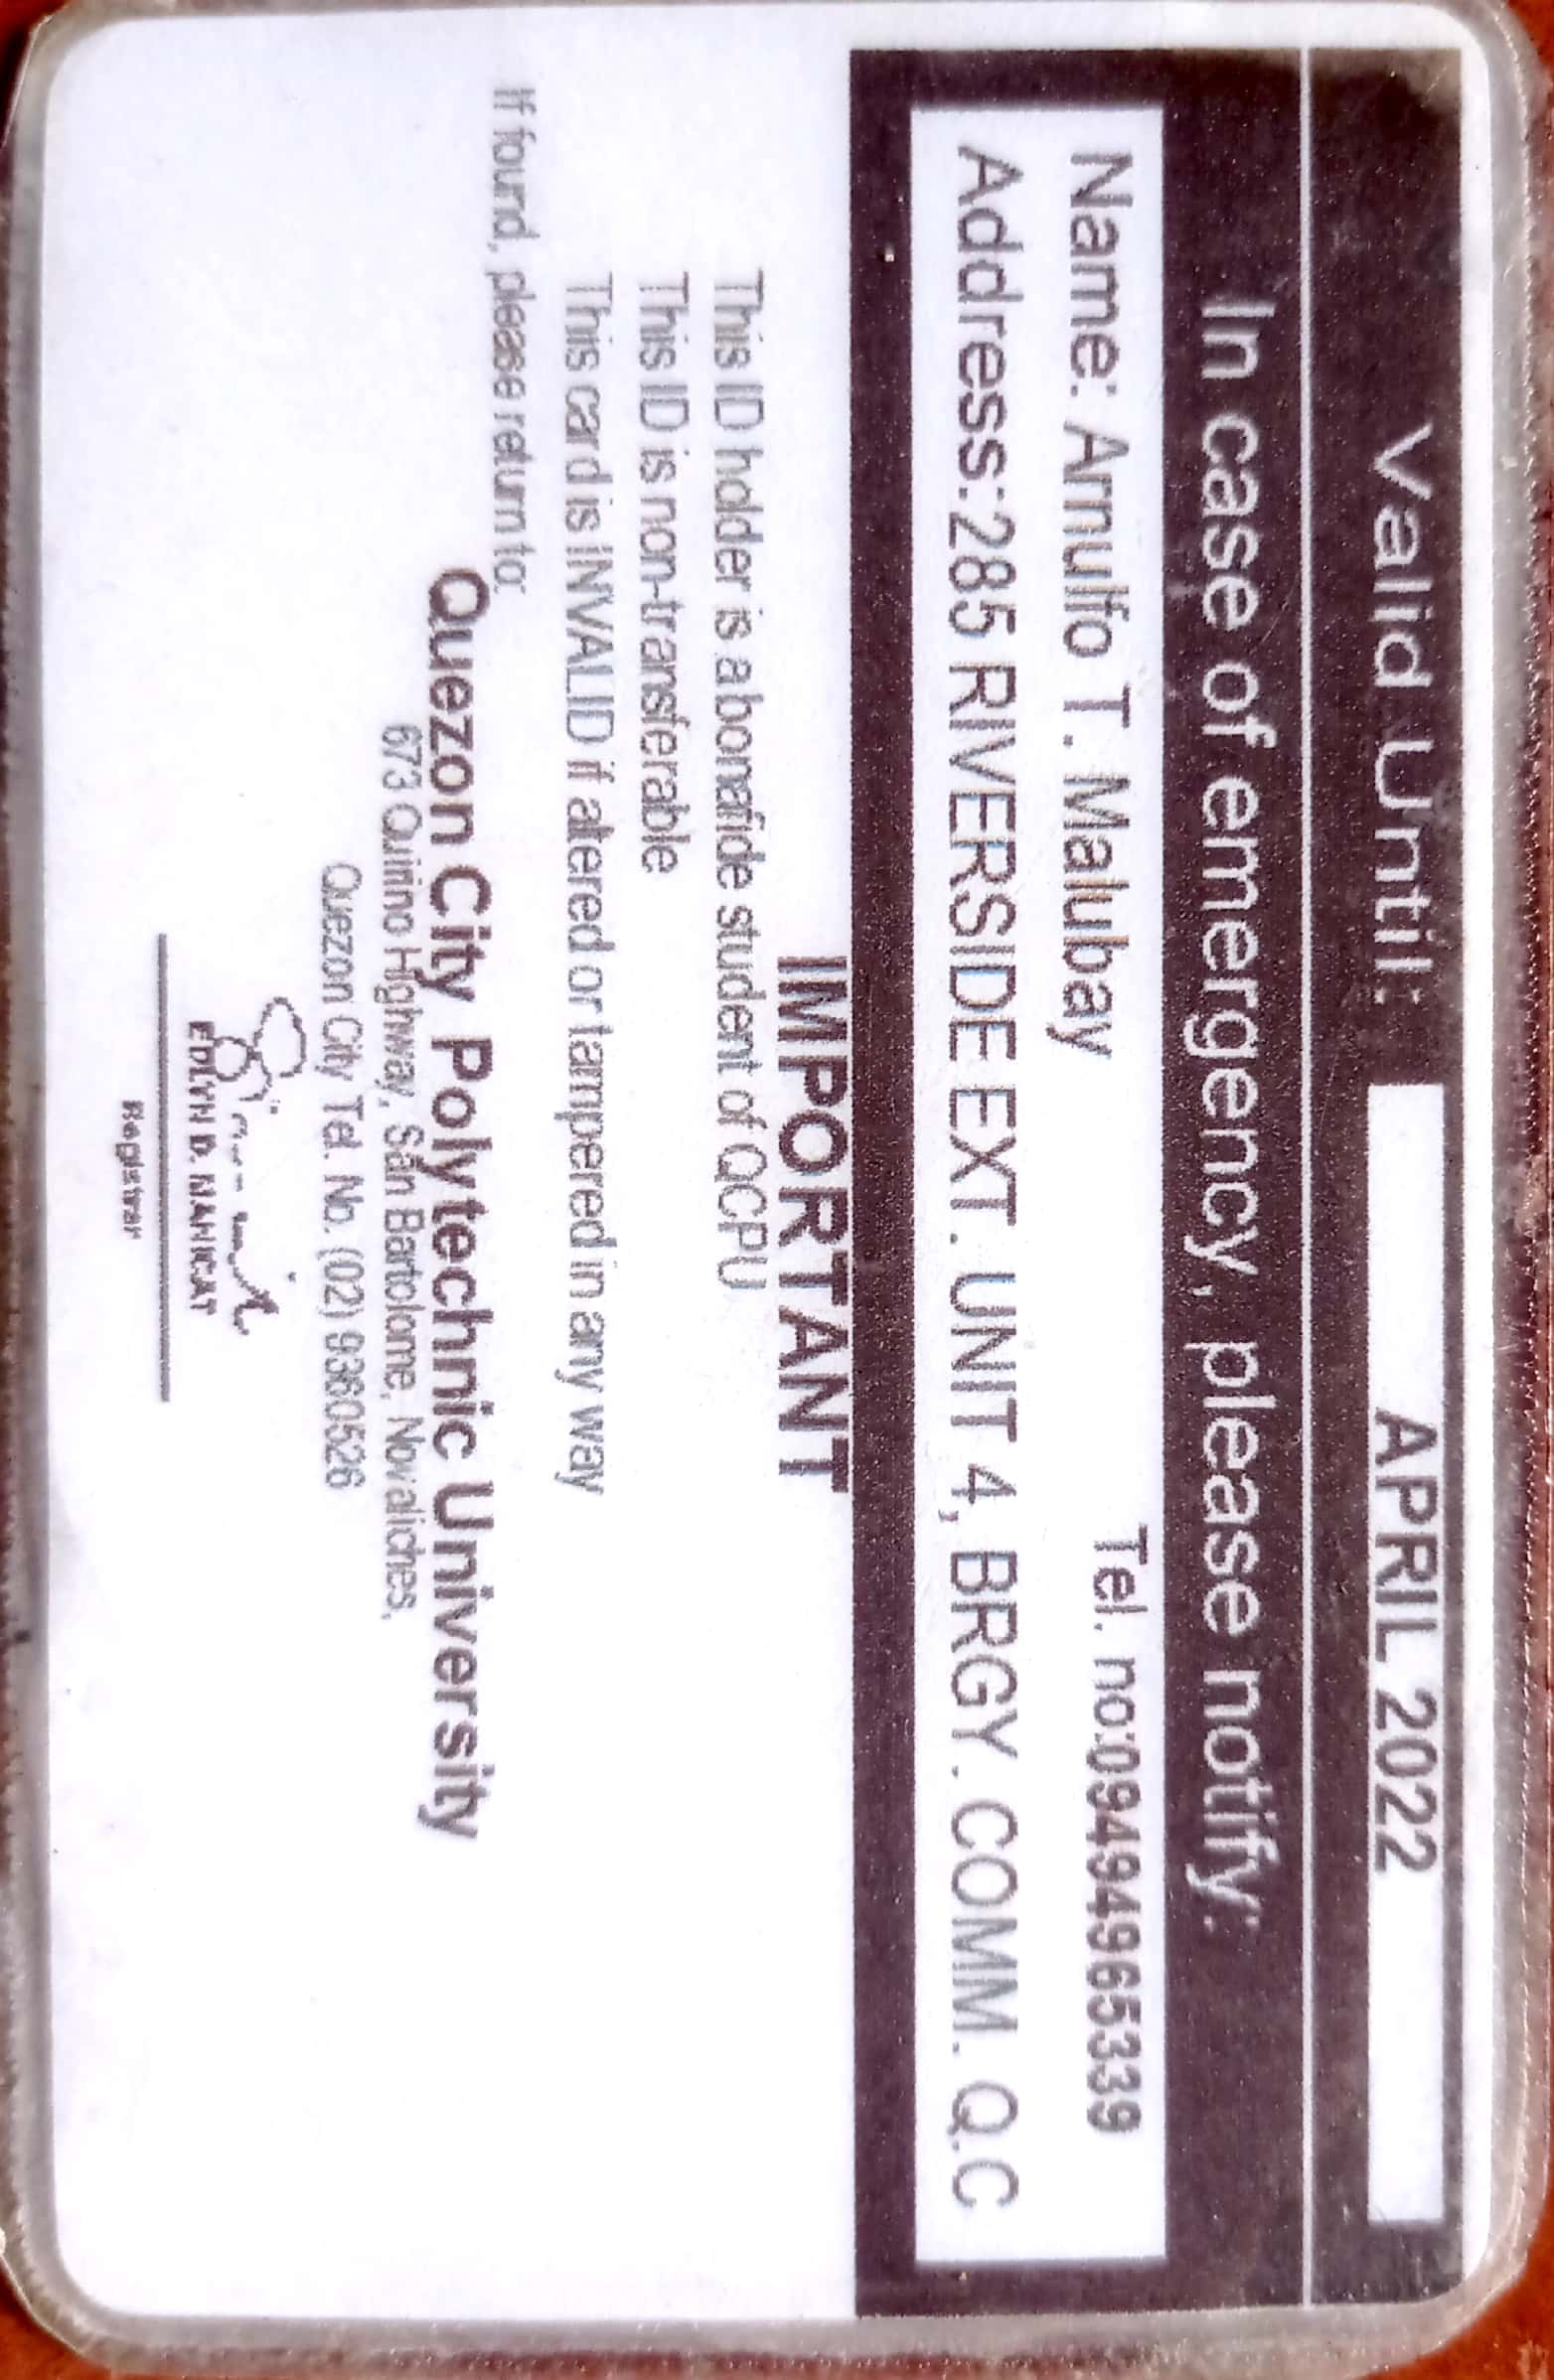 Valid Until: APRIL 2022
In case of emergency, please notify:
Name: Arnulfo T. Malubay Tel. no:09494965339
Address:285 RIVERSIDE EXT. UNIT 4, BRGY. COMM. Q.C
IMPORTANT
This ID holder is a bonafide student of QCPU
This ID is non-transferable
This card is INVALID if altered or tampered in any way
If found, please return to:
Quezon City Polytechnic University
673 Quirino Highway, San Bartolome, Novaliches,
Quezon City Tel. No. (02) 9360526
EDLYN D. MANICAT
Registrar